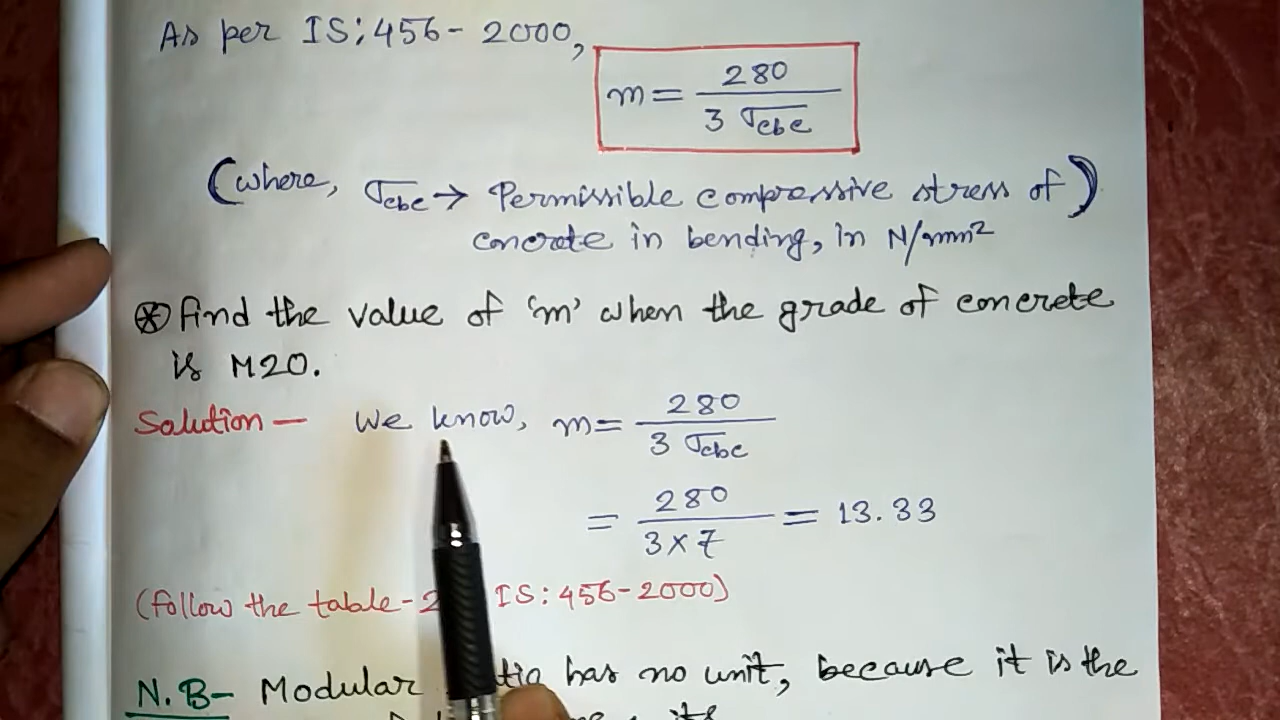 As per IS:456-2000,
m = 280 / 3 σcbc
(where, σcbc → Permissible compressive stress of
concrete in bending, in N/mm²)
⊛ find the value of 'm' when the grade of concrete
is M20.
Solution — We know, m = 280 / 3 σcbc
= 280 / 3 × 7 = 13.33
(follow the table-2 IS:456-2000)
N.B- Modular has no unit, because it is the